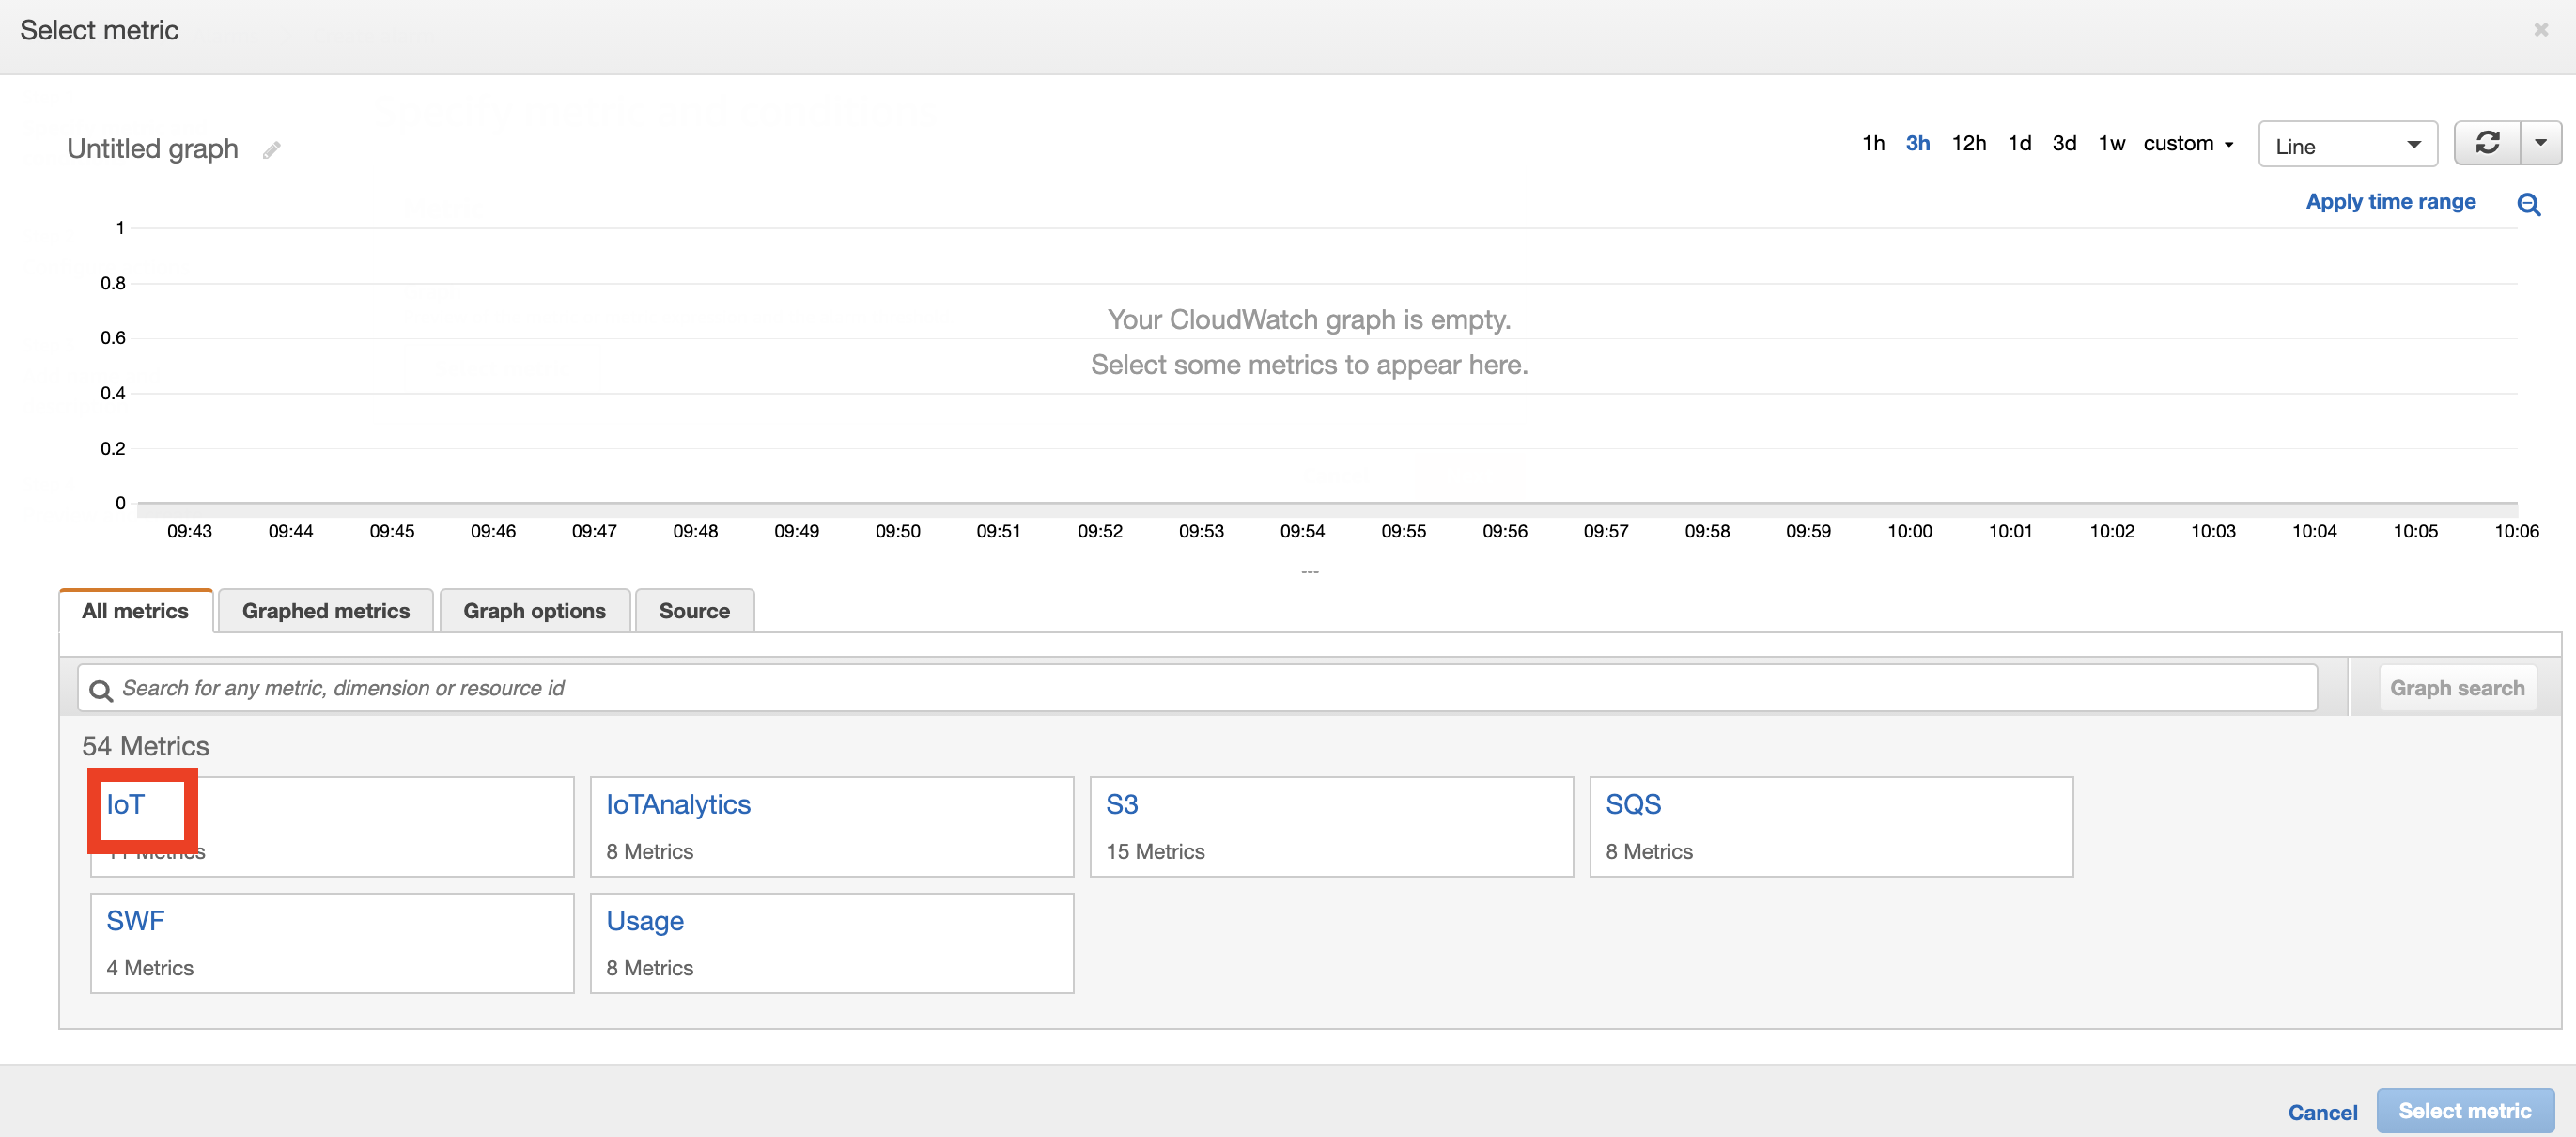 Select metric
Untitled graph
1h 3h 12h 1d 3d 1w custom Line
Apply time range
1
0.8
0.6
0.4
0.2
0
Your CloudWatch graph is empty.
Select some metrics to appear here.
09:43 09:44 09:45 09:46 09:47 09:48 09:49 09:50 09:51 09:52 09:53 09:54 09:55 09:56 09:57 09:58 09:59 10:00 10:01 10:02 10:03 10:04 10:05 10:06
---
All metrics Graphed metrics Graph options Source
Search for any metric, dimension or resource id Graph search
54 Metrics
IoT
Metrics
IoTAnalytics
8 Metrics
S3
15 Metrics
SQS
8 Metrics
SWF
4 Metrics
Usage
8 Metrics
Cancel Select metric